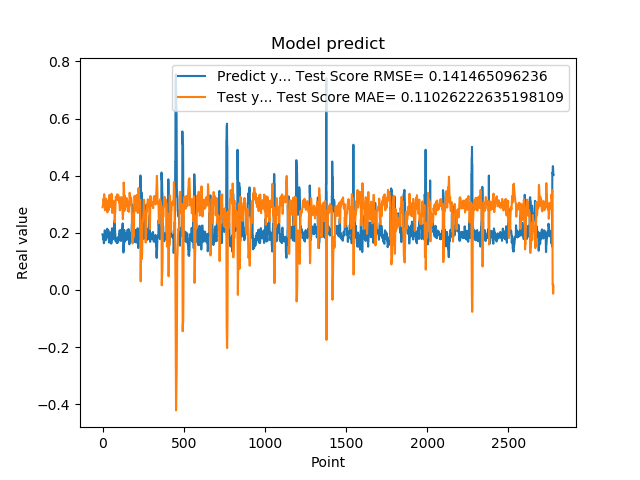 Model predict
Predict y... Test Score RMSE= 0.141465096236
Test y... Test Score MAE= 0.11026222635198109
0.8
0.6
0.4
0.2
0.0
−0.2
−0.4
Real value
0 500 1000 1500 2000 2500
Point